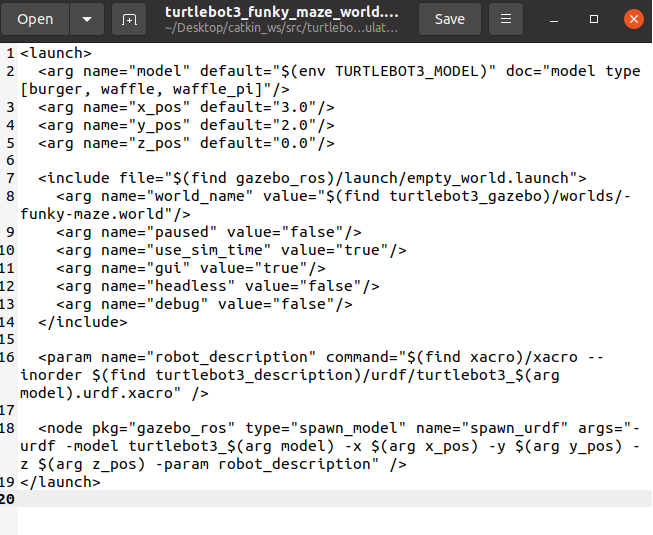 Open
turtlebot3_funky_maze_world....
~/Desktop/catkin_ws/src/turtlebo...ulat...
Save
1 <launch>
2   <arg name="model" default="$(env TURTLEBOT3_MODEL)" doc="model type
[burger, waffle, waffle_pi]"/>
3   <arg name="x_pos" default="3.0"/>
4   <arg name="y_pos" default="2.0"/>
5   <arg name="z_pos" default="0.0"/>
6
7   <include file="$(find gazebo_ros)/launch/empty_world.launch">
8     <arg name="world_name" value="$(find turtlebot3_gazebo)/worlds/-
funky-maze.world"/>
9     <arg name="paused" value="false"/>
10     <arg name="use_sim_time" value="true"/>
11     <arg name="gui" value="true"/>
12     <arg name="headless" value="false"/>
13     <arg name="debug" value="false"/>
14   </include>
15
16   <param name="robot_description" command="$(find xacro)/xacro --
inorder $(find turtlebot3_description)/urdf/turtlebot3_$(arg
model).urdf.xacro" />
17
18   <node pkg="gazebo_ros" type="spawn_model" name="spawn_urdf" args="-
urdf -model turtlebot3_$(arg model) -x $(arg x_pos) -y $(arg y_pos) -
z $(arg z_pos) -param robot_description" />
19 </launch>
20